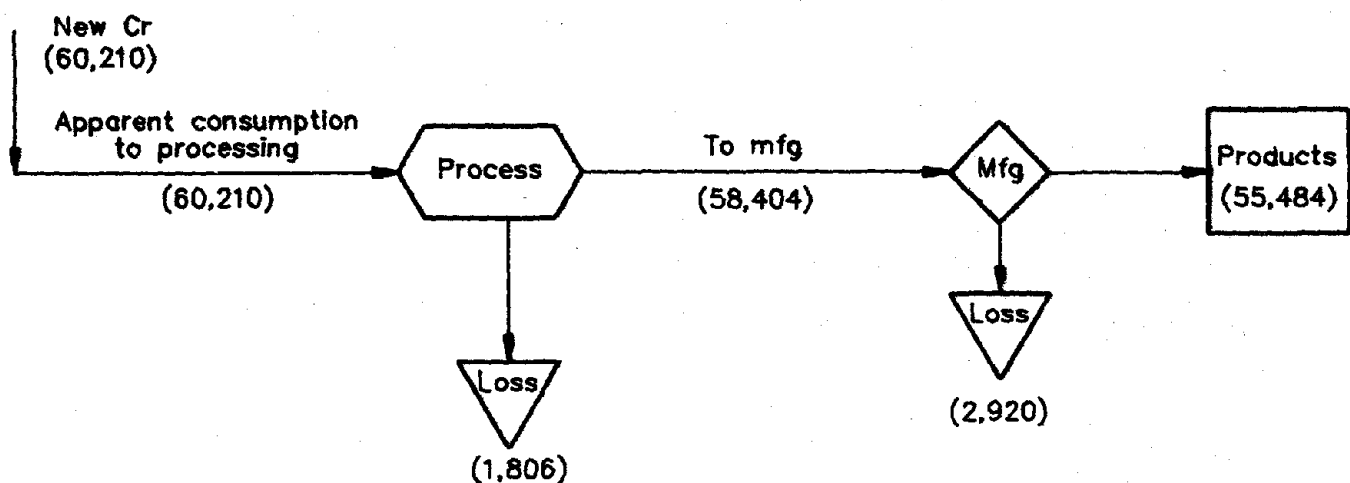 New Cr
(60,210)
Apparent consumption
to processing
(60,210)
Process
To mfg
(58,404)
Mfg
Products
(55,484)
Loss
(1,806)
Loss
(2,920)